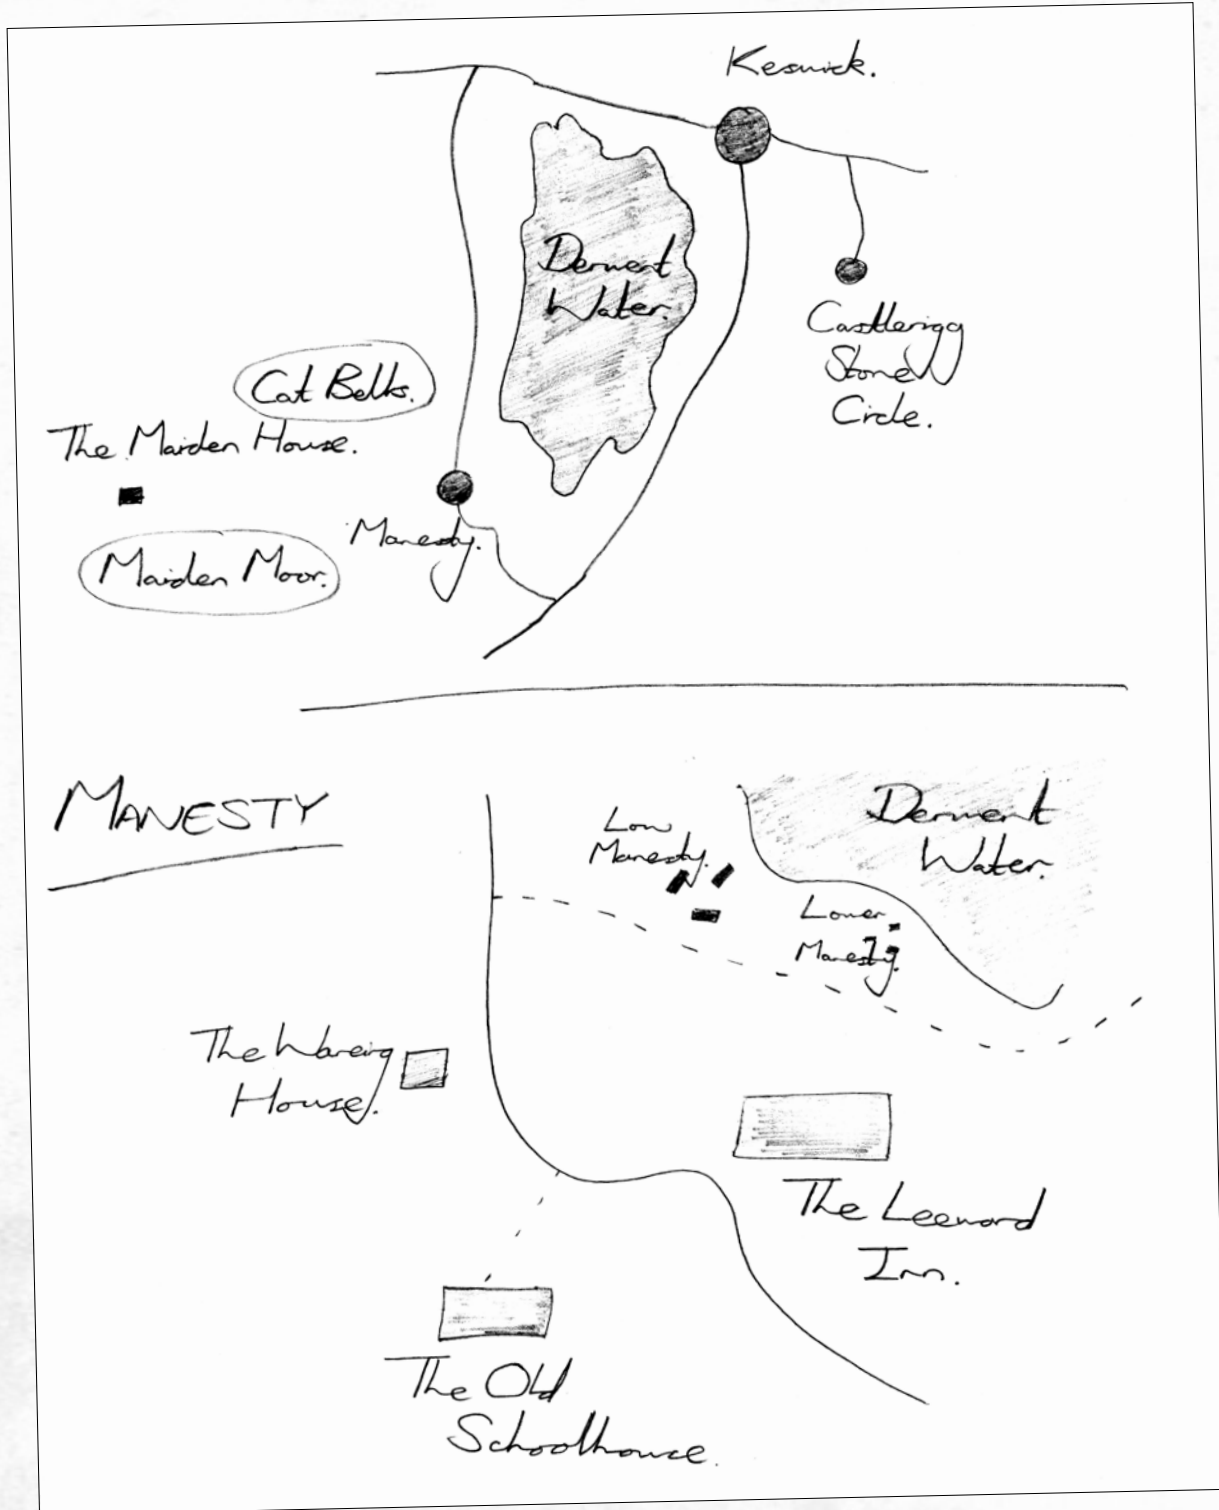 Keswick.
Derwent
Water.
Castlerigg
Stone
Circle.
Cat Bells.
The Maiden House.
Manesty.
Maiden Moor.
MANESTY
Derwent
Water.
Low
Manesty.
Lower
Manesty.
The Wareing
House.
The Leeward
Inn.
The Old
Schoolhouse.